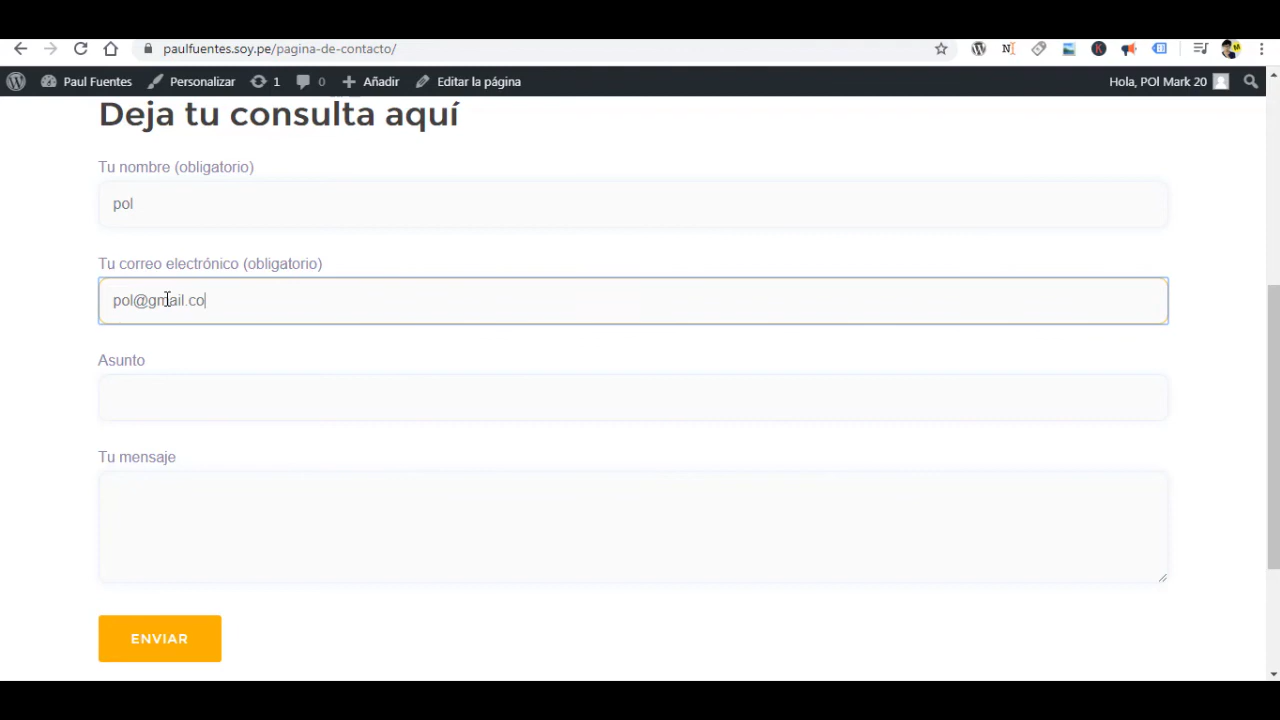 paulfuentes.soy.pe/pagina-de-contacto/
Paul Fuentes Personalizar 1 0 Añadir Editar la página Hola, POl Mark 20
Deja tu consulta aquí
Tu nombre (obligatorio)
pol
Tu correo electrónico (obligatorio)
pol@gmail.co
Asunto
Tu mensaje
ENVIAR